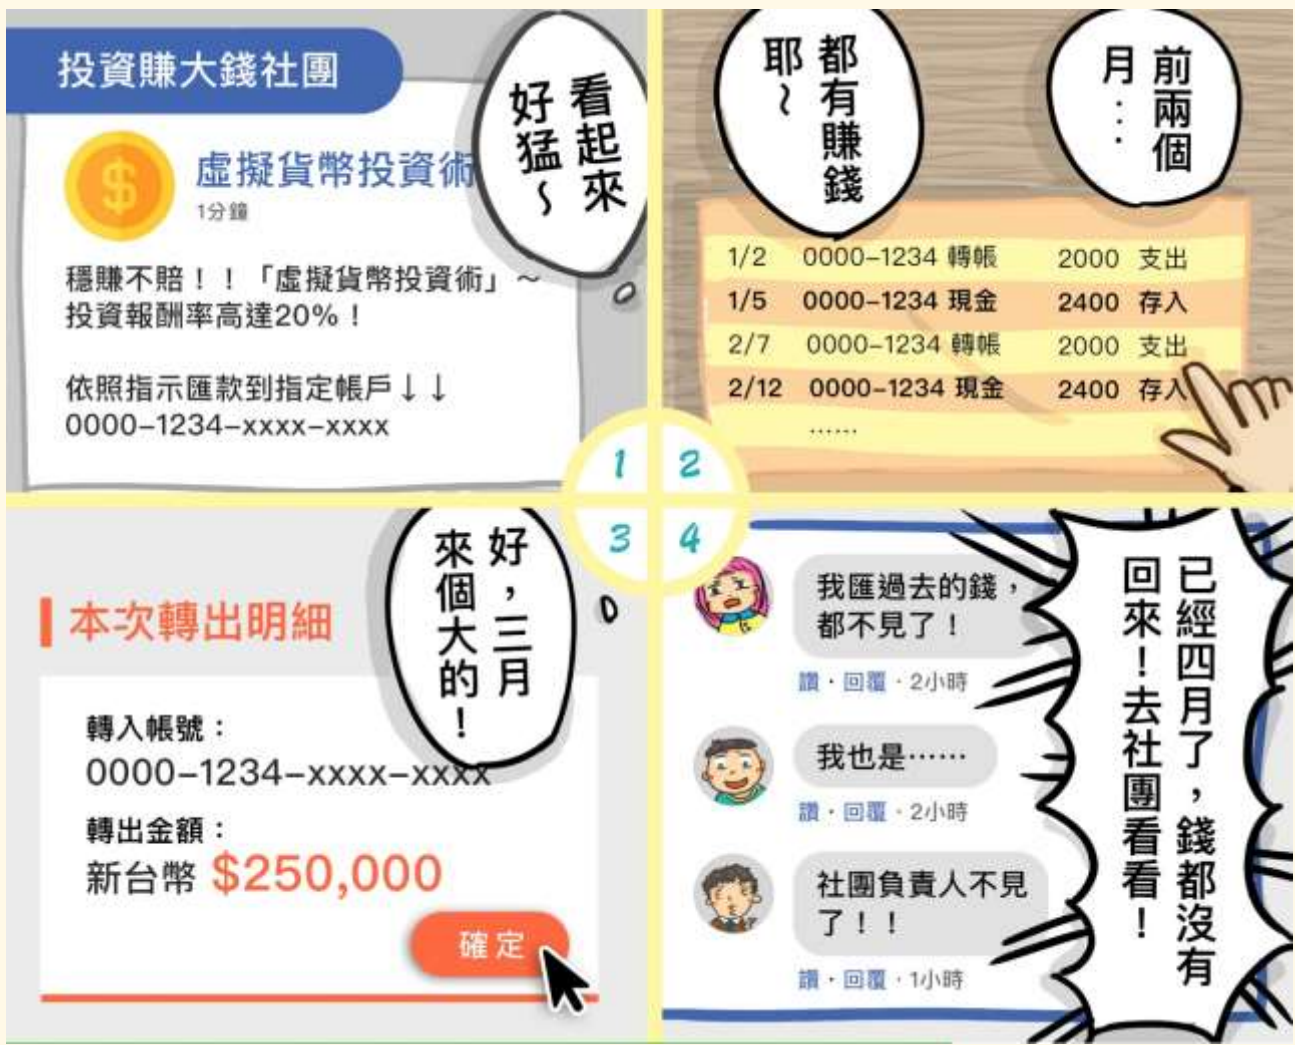 投資賺大錢社團
虛擬貨幣投資術
1分鐘
看起來
好猛～
穩賺不賠！！「虛擬貨幣投資術」～
投資報酬率高達20%！
依照指示匯款到指定帳戶↓↓
0000-1234-xxxx-xxxx
1
前兩個
月……
都有賺錢
耶～
1/2 0000-1234 轉帳 2000 支出
1/5 0000-1234 現金 2400 存入
2/7 0000-1234 轉帳 2000 支出
2/12 0000-1234 現金 2400 存入
……
2
好，三月
來個大的！
本次轉出明細
轉入帳號：
0000-1234-xxxx-xxxx
轉出金額：
新台幣 $250,000
確定
3
4
已經四月了，錢都沒有
回來！去社團看看！
我匯過去的錢，
都不見了！
讚・回覆・2小時
我也是……
讚・回覆・2小時
社團負責人不見
了！！
讚・回覆・1小時